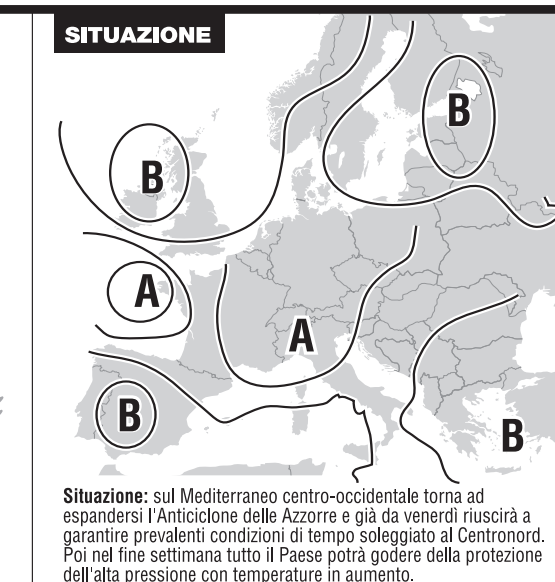 SITUAZIONE
B
B
A
A
B
B
Situazione: sul Mediterraneo centro-occidentale torna ad
espandersi l'Anticiclone delle Azzorre e già da venerdì riuscirà a
garantire prevalenti condizioni di tempo soleggiato al Centronord.
Poi nel fine settimana tutto il Paese potrà godere della protezione
dell'alta pressione con temperature in aumento.